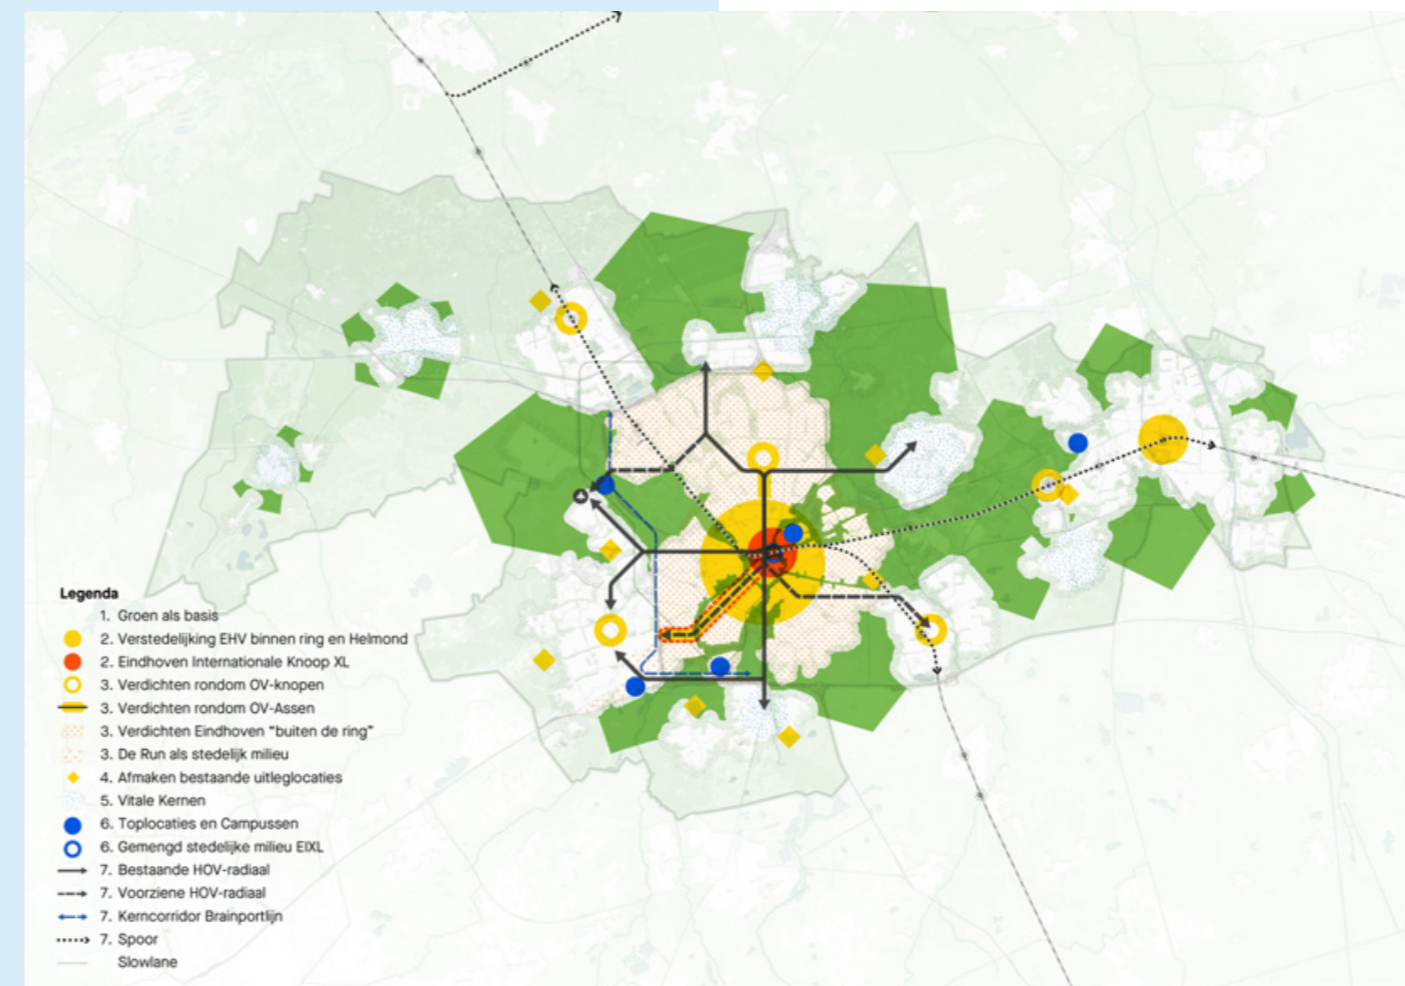 Legenda
1. Groen als basis
2. Verstedelijking EHV binnen ring en Helmond
2. Eindhoven Internationale Knoop XL
3. Verdichten rondom OV-knopen
3. Verdichten rondom OV-Assen
3. Verdichten Eindhoven "buiten de ring"
3. De Run als stedelijk milieu
4. Afmaken bestaande uitleglocaties
5. Vitale Kernen
6. Toplocaties en Campussen
6. Gemengd stedelijke milieu EIXL
7. Bestaande HOV-radiaal
7. Voorziene HOV-radiaal
7. Kerncorridor Brainportlijn
7. Spoor
Slowlane